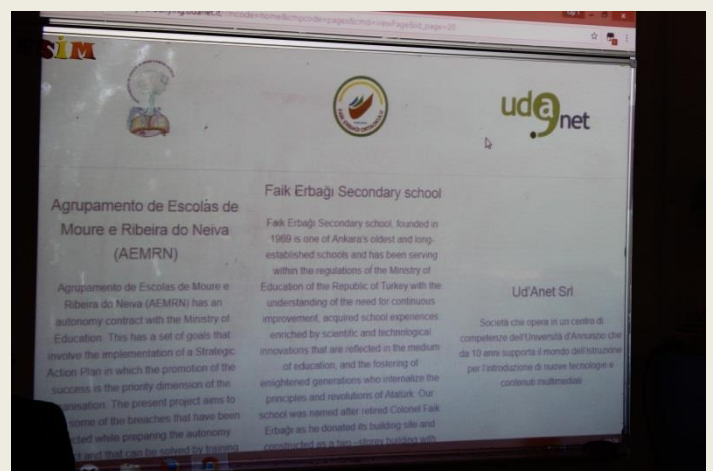 udanet
Agrupamento de Escolas de
Moure e Ribeira do Neiva
(AEMRN)
Agrupamento de Escolas de Moure e
Ribeira do Neiva (AEMRN) has an
autonomy contract with the Ministry of
Education. This has a set of goals that
involve the implementation of a Strategic
Action Plan in which the promotion of the
success is the priority dimension of the
organisation. The present project aims to
some of the breaches that have been
while preparing the autonomy
and that can be solved by training
Faik Erbağı Secondary school
Faik Erbağı Secondary school, founded in
1969 is one of Ankara's oldest and long-
established schools and has been serving
within the regulations of the Ministry of
Education of the Republic of Turkey with the
understanding of the need for continuous
improvement, acquired school experiences
enriched by scientific and technological
innovations that are reflected in the medium
of education, and the fostering of
enlightened generations who internalize the
principles and revolutions of Atatürk. Our
school was named after retired Colonel Faik
Erbağı as he donated its building site and
constructed as a two -storey building with
Ud'Anet Srl
Società che opera in un centro di
competenze dell'Università d'Annunzio che
da 10 anni supporta il mondo dell'istruzione
per l'introduzione di nuove tecnologie e
contenuti multimediali